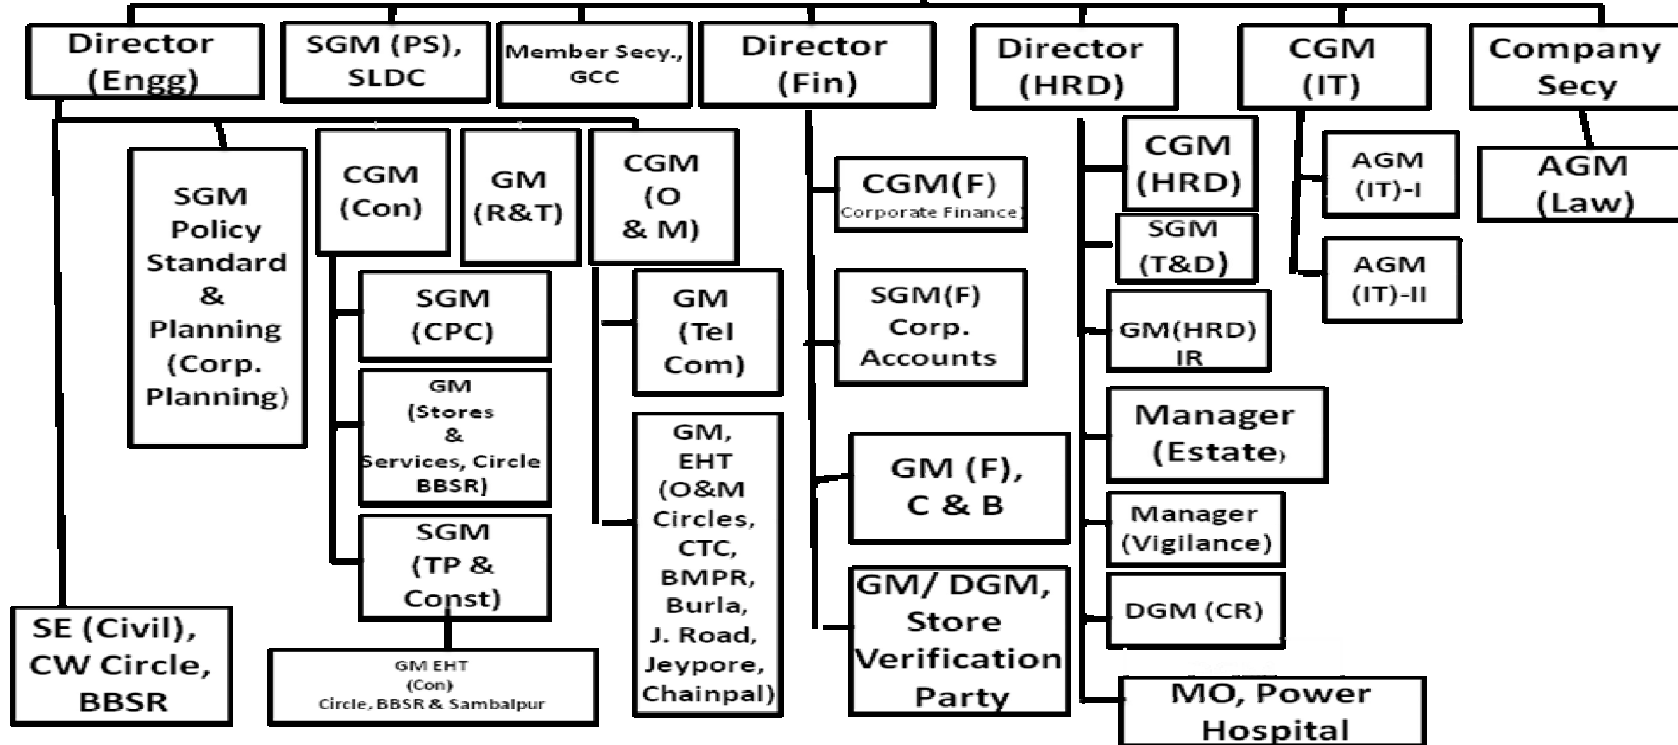 Director
(Engg)
SGM (PS),
SLDC
Member Secy.,
GCC
Director
(Fin)
Director
(HRD)
CGM
(IT)
Company
Secy
SGM
Policy
Standard
&
Planning
(Corp.
Planning)
CGM
(Con)
GM
(R&T)
CGM
(O
& M)
SGM
(CPC)
GM
(Stores
&
Services, Circle
BBSR)
SGM
(TP &
Const)
GM EHT
(Con)
Circle, BBSR & Sambalpur
SE (Civil),
CW Circle,
BBSR
GM
(Tel
Com)
GM,
EHT
(O&M
Circles,
CTC,
BMPR,
Burla,
J. Road,
Jeypore,
Chainpal)
CGM(F)
Corporate Finance)
SGM(F)
Corp.
Accounts
GM (F),
C & B
GM/ DGM,
Store
Verification
Party
CGM
(HRD)
SGM
(T&D)
GM(HRD)
IR
Manager
(Estate)
Manager
(Vigilance)
DGM (CR)
MO, Power
Hospital
AGM
(IT)-I
AGM
(IT)-II
AGM
(Law)